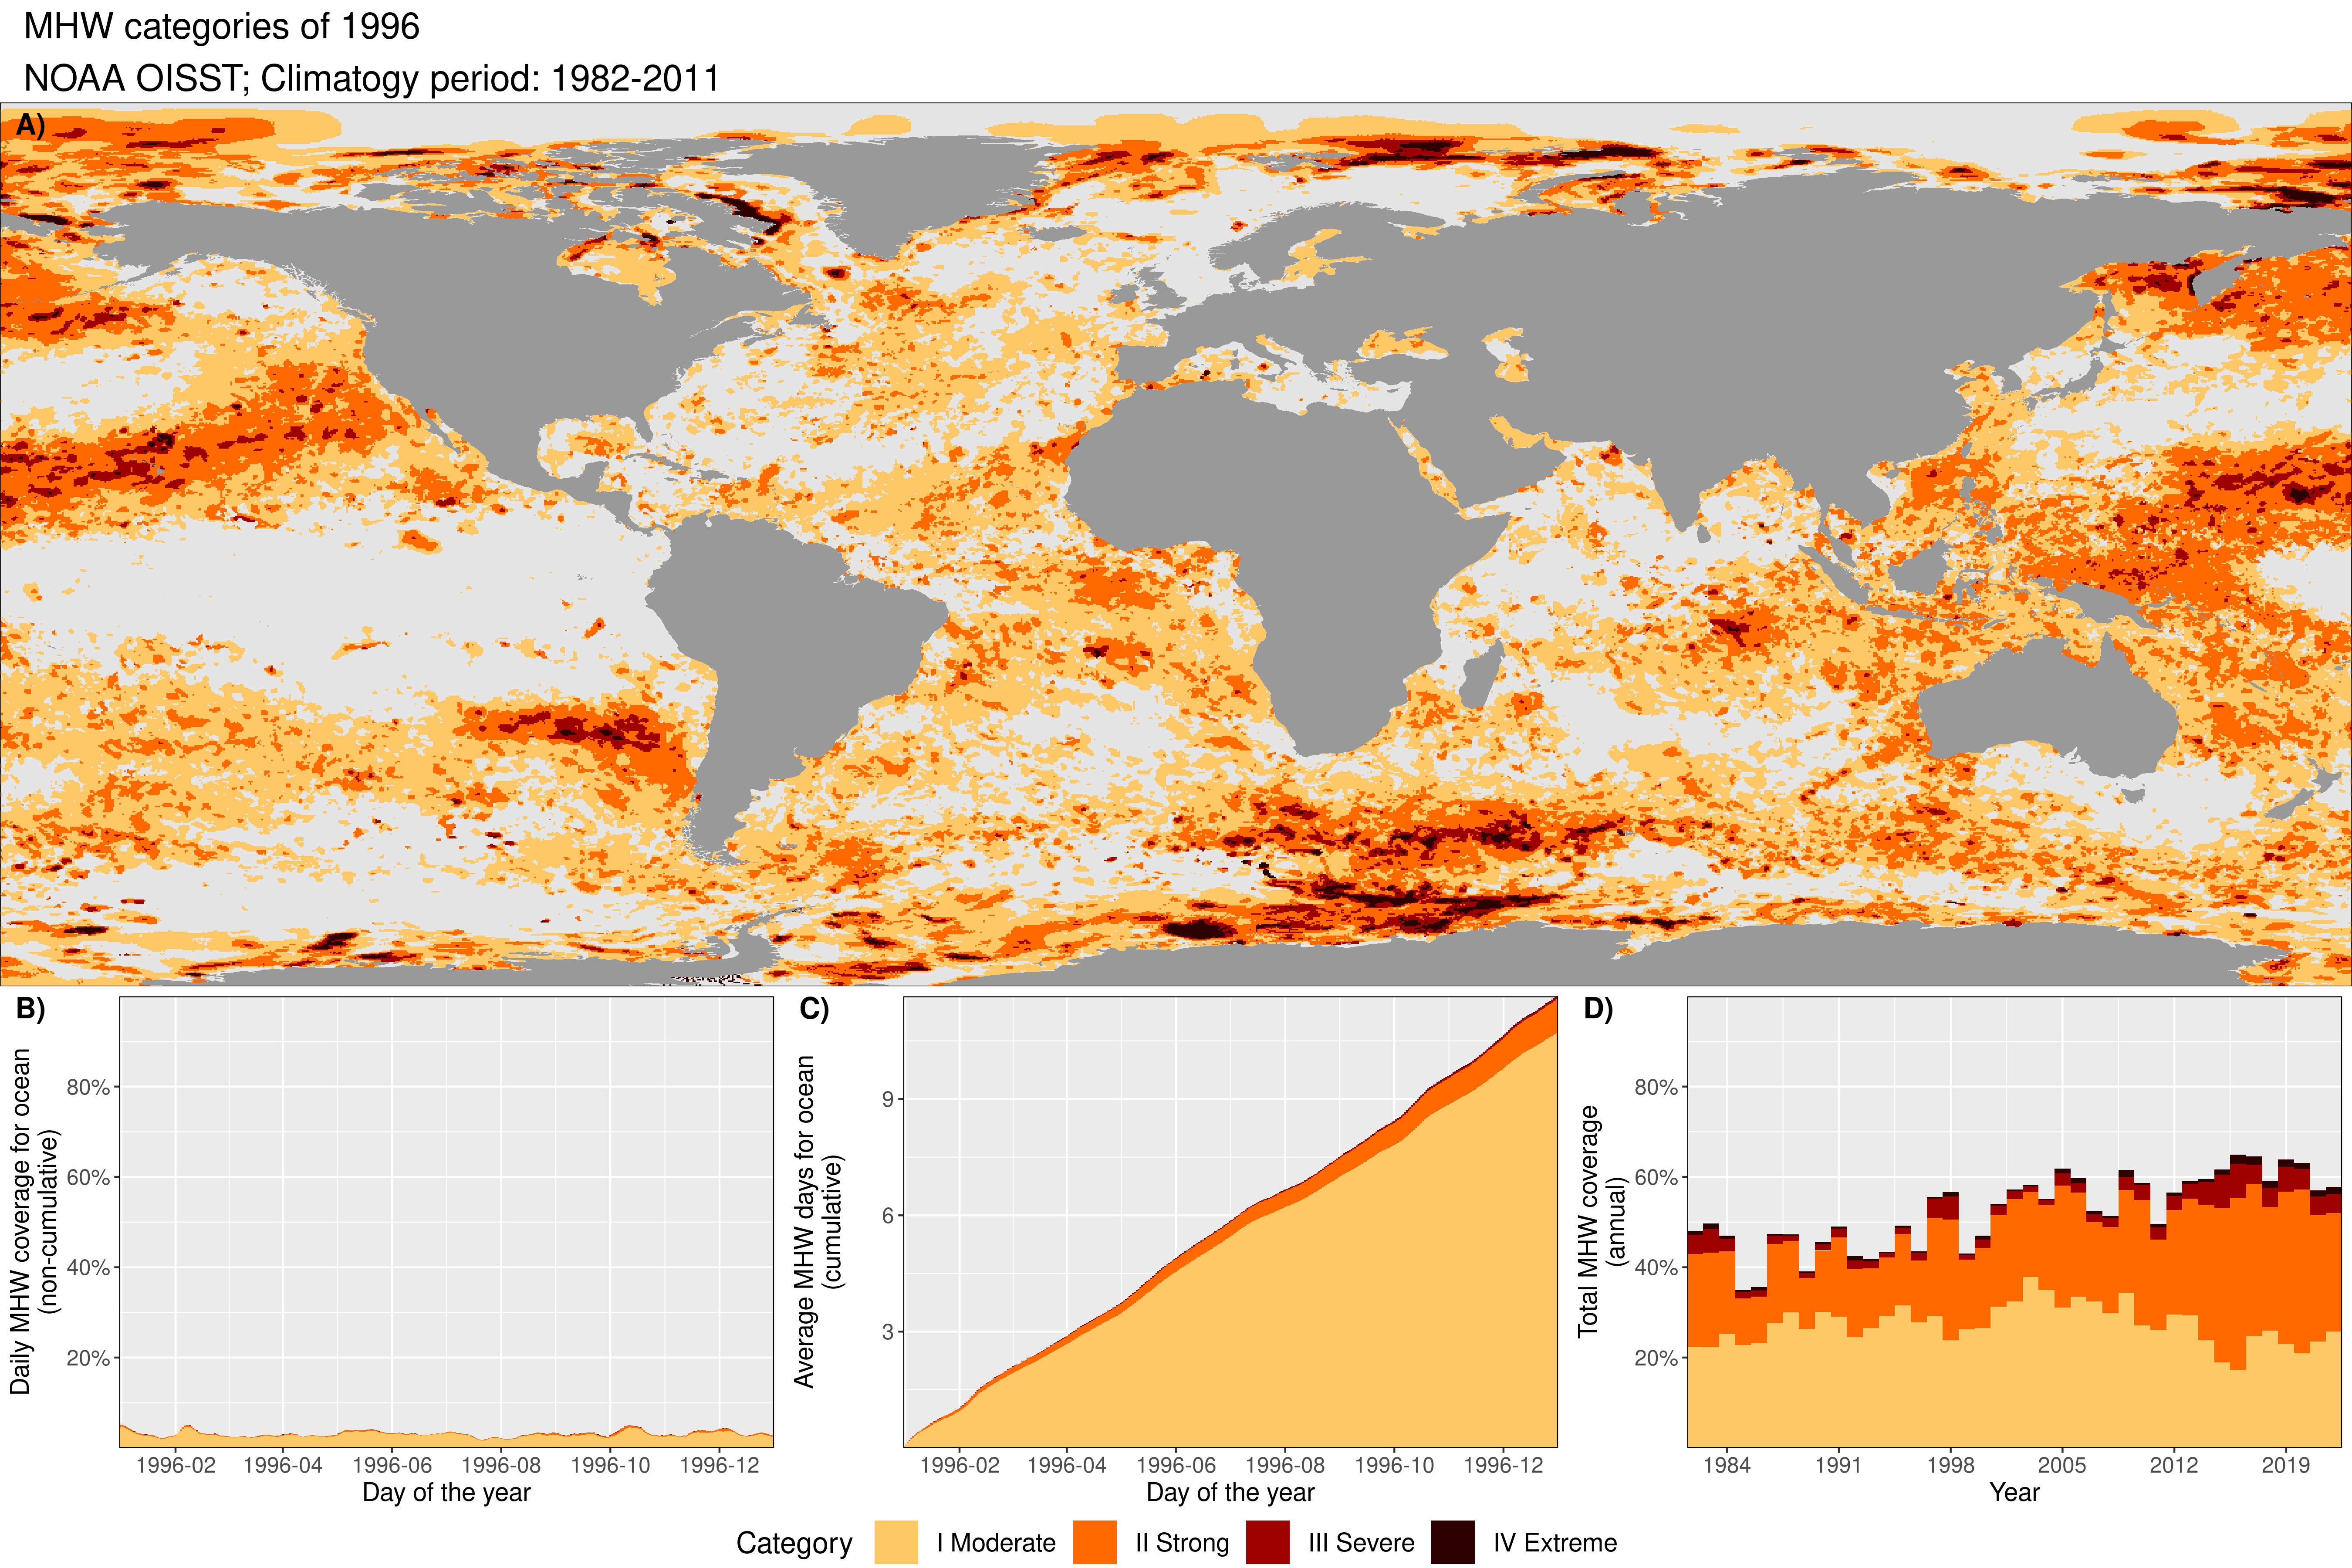 MHW categories of 1996
NOAA OISST; Climatogy period: 1982-2011
A)
B)
Daily MHW coverage for ocean
(non-cumulative)
80%
60%
40%
20%
1996-02 1996-04 1996-06 1996-08 1996-10 1996-12
Day of the year
C)
Average MHW days for ocean
(cumulative)
9
6
3
1996-02 1996-04 1996-06 1996-08 1996-10 1996-12
Day of the year
D)
Total MHW coverage
(annual)
80%
60%
40%
20%
1984 1991 1998 2005 2012 2019
Year
Category I Moderate II Strong III Severe IV Extreme